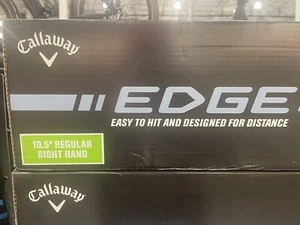 Callaway
EDGE
EASY TO HIT AND DESIGNED FOR DISTANCE
10.5° REGULAR
RIGHT HAND
Callaway